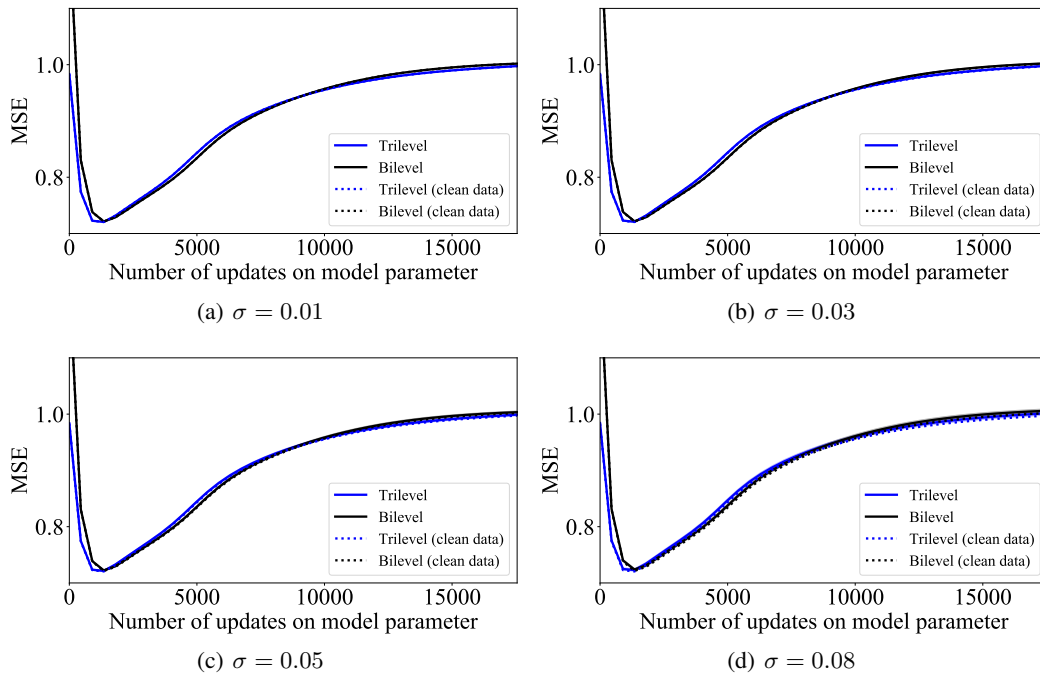 1.0
0.8
MSE
Trilevel
Bilevel
Trilevel (clean data)
Bilevel (clean data)
0 5000 10000 15000
Number of updates on model parameter
(a) σ = 0.01
1.0
0.8
MSE
Trilevel
Bilevel
Trilevel (clean data)
Bilevel (clean data)
0 5000 10000 15000
Number of updates on model parameter
(b) σ = 0.03
1.0
0.8
MSE
Trilevel
Bilevel
Trilevel (clean data)
Bilevel (clean data)
0 5000 10000 15000
Number of updates on model parameter
(c) σ = 0.05
1.0
0.8
MSE
Trilevel
Bilevel
Trilevel (clean data)
Bilevel (clean data)
0 5000 10000 15000
Number of updates on model parameter
(d) σ = 0.08